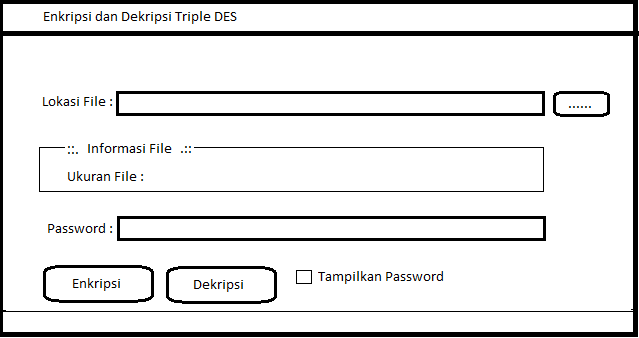 Enkripsi dan Dekripsi Triple DES
Lokasi File :
......
::. Informasi File .::
Ukuran File :
Password :
Enkripsi
Dekripsi
Tampilkan Password